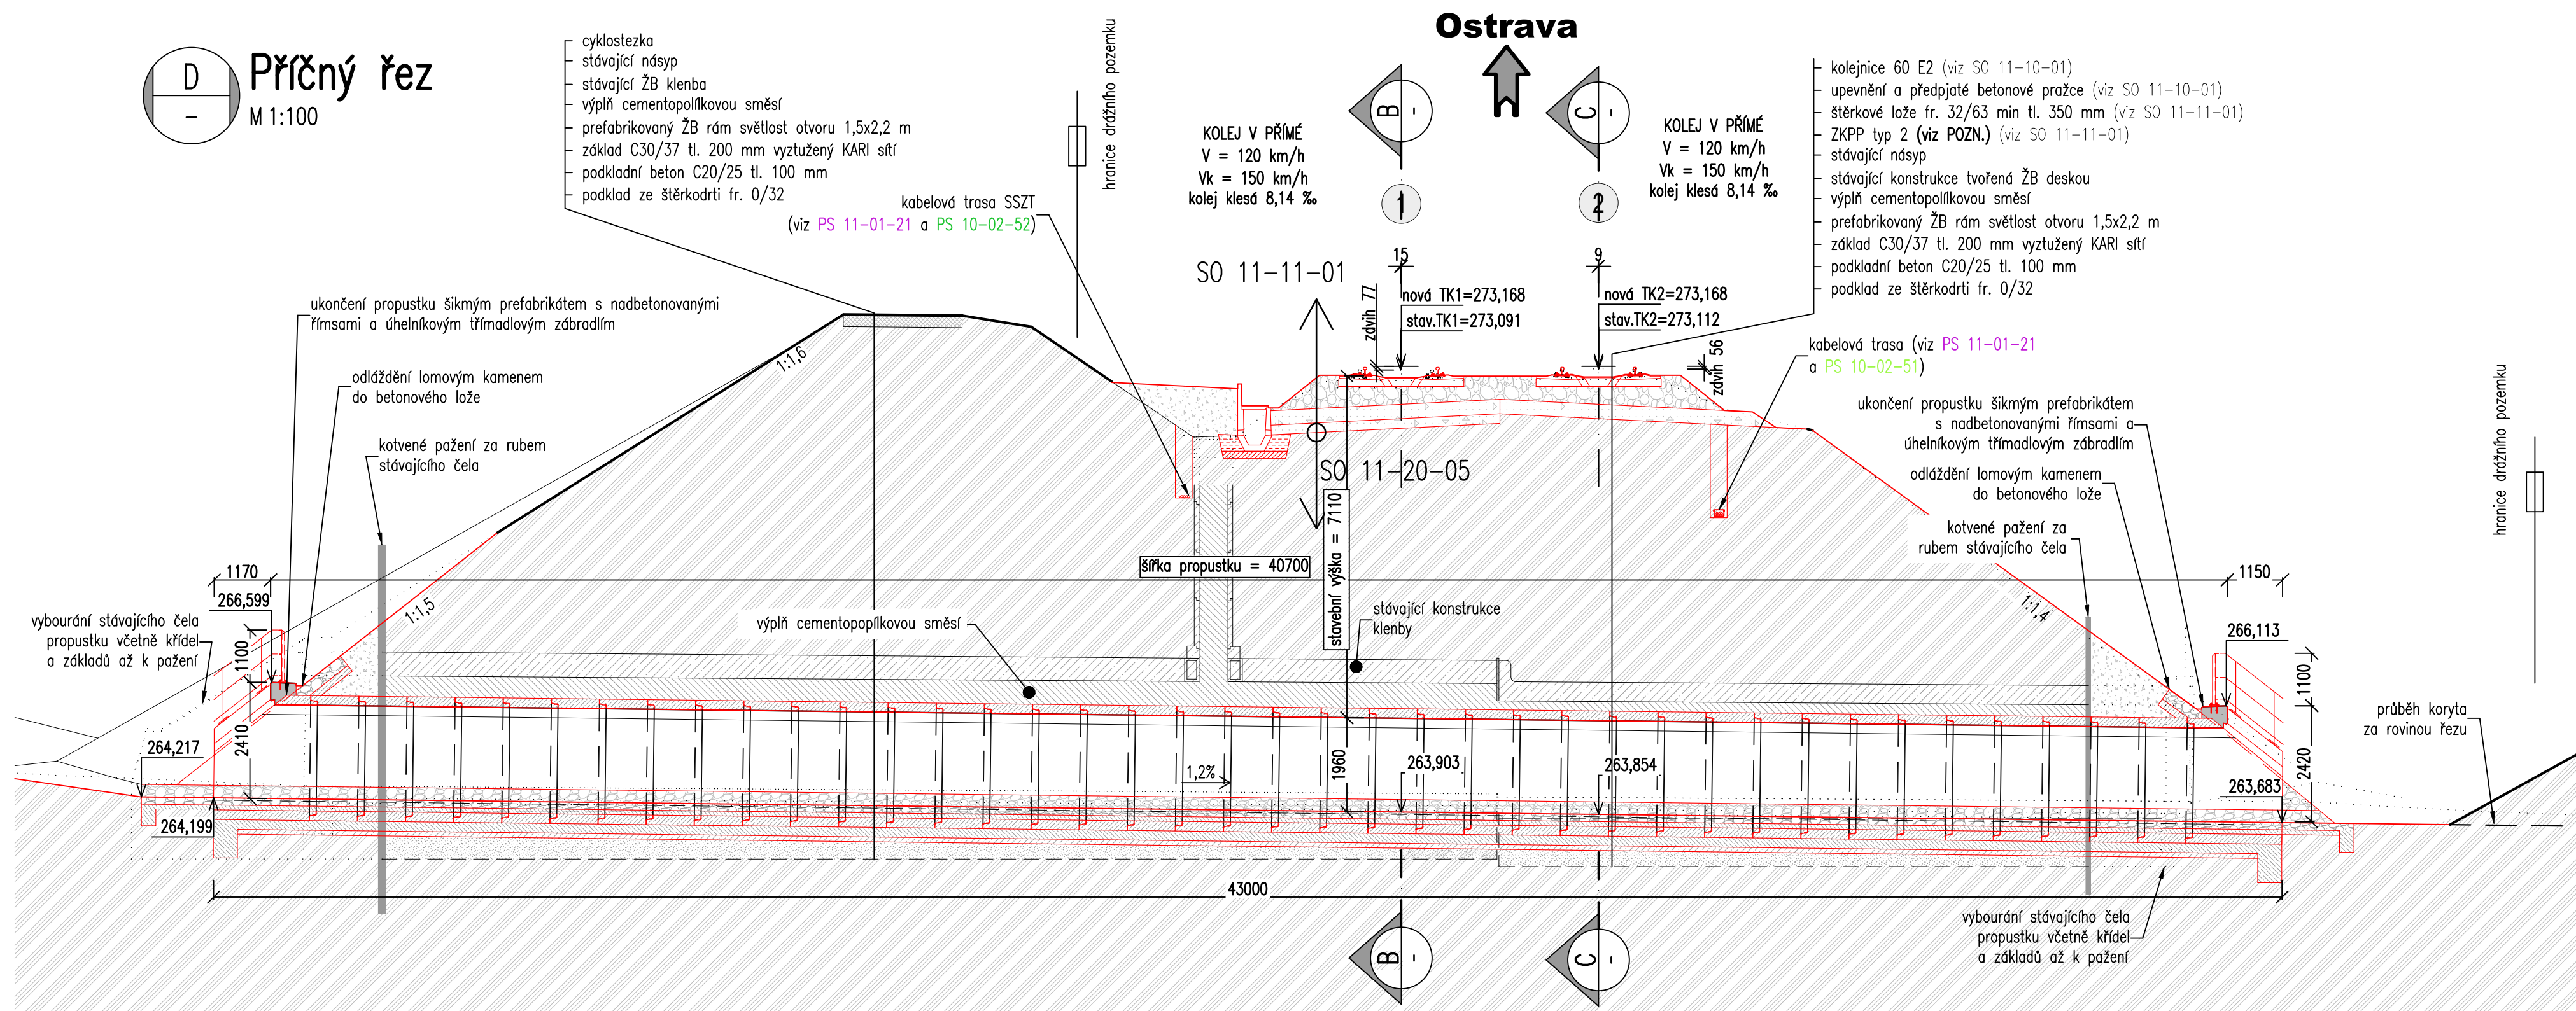 D
-
Příčný řez
M 1:100
cyklostezka
stávající násyp
stávající ŽB klenba
výplň cementopolílkovou směsí
prefabrikovaný ŽB rám světlost otvoru 1,5x2,2 m
základ C30/37 tl. 200 mm vyztužený KARI sítí
podkladní beton C20/25 tl. 100 mm
podklad ze štěrkodrti fr. 0/32
kabelová trasa SSZT
(viz PS 11-01-21 a PS 10-02-52)
hranice drážního pozemku
Ostrava
B
-
C
-
KOLEJ V PŘÍMÉ
V = 120 km/h
Vk = 150 km/h
kolej klesá 8,14 ‰
KOLEJ V PŘÍMÉ
V = 120 km/h
Vk = 150 km/h
kolej klesá 8,14 ‰
1
2
15
9
kolejnice 60 E2 (viz SO 11-10-01)
upevnění a předpjaté betonové pražce (viz SO 11-10-01)
štěrkové lože fr. 32/63 min tl. 350 mm (viz SO 11-11-01)
ZKPP typ 2 (viz POZN.) (viz SO 11-11-01)
stávající násyp
stávající konstrukce tvořená ŽB deskou
výplň cementopolílkovou směsí
prefabrikovaný ŽB rám světlost otvoru 1,5x2,2 m
základ C30/37 tl. 200 mm vyztužený KARI sítí
podkladní beton C20/25 tl. 100 mm
podklad ze štěrkodrti fr. 0/32
SO 11-11-01
zdvih 77
nová TK1=273,168
stav.TK1=273,091
nová TK2=273,168
stav.TK2=273,112
zdvih 56
kabelová trasa (viz PS 11-01-21
a PS 10-02-51)
ukončení propustku šikmým prefabrikátem s nadbetonovanými
římsami a úhelníkovým třímadlovým zábradlím
odláždění lomovým kamenem
do betonového lože
kotvené pažení za rubem
stávajícího čela
1:1,6
1:1,5
SO 11-20-05
ukončení propustku šikmým prefabrikátem
s nadbetonovanými římsami a
úhelníkovým třímadlovým zábradlím
odláždění lomovým kamenem
do betonového lože
kotvené pažení za
rubem stávajícího čela
hranice drážního pozemku
1170
266,599
šířka propustku = 40700
stavební výška = 7110
1150
1:1,4
266,113
vybourání stávajícího čela
propustku včetně křídel
a základů až k pažení
1100
výplň cementopopílkovou směsí
stávající konstrukce
klenby
1100
průběh koryta
za rovinou řezu
264,217
2410
264,199
1,2%
1960
263,903
263,854
263,683
2420
43000
vybourání stávajícího čela
propustku včetně křídel
a základů až k pažení
B
-
C
-